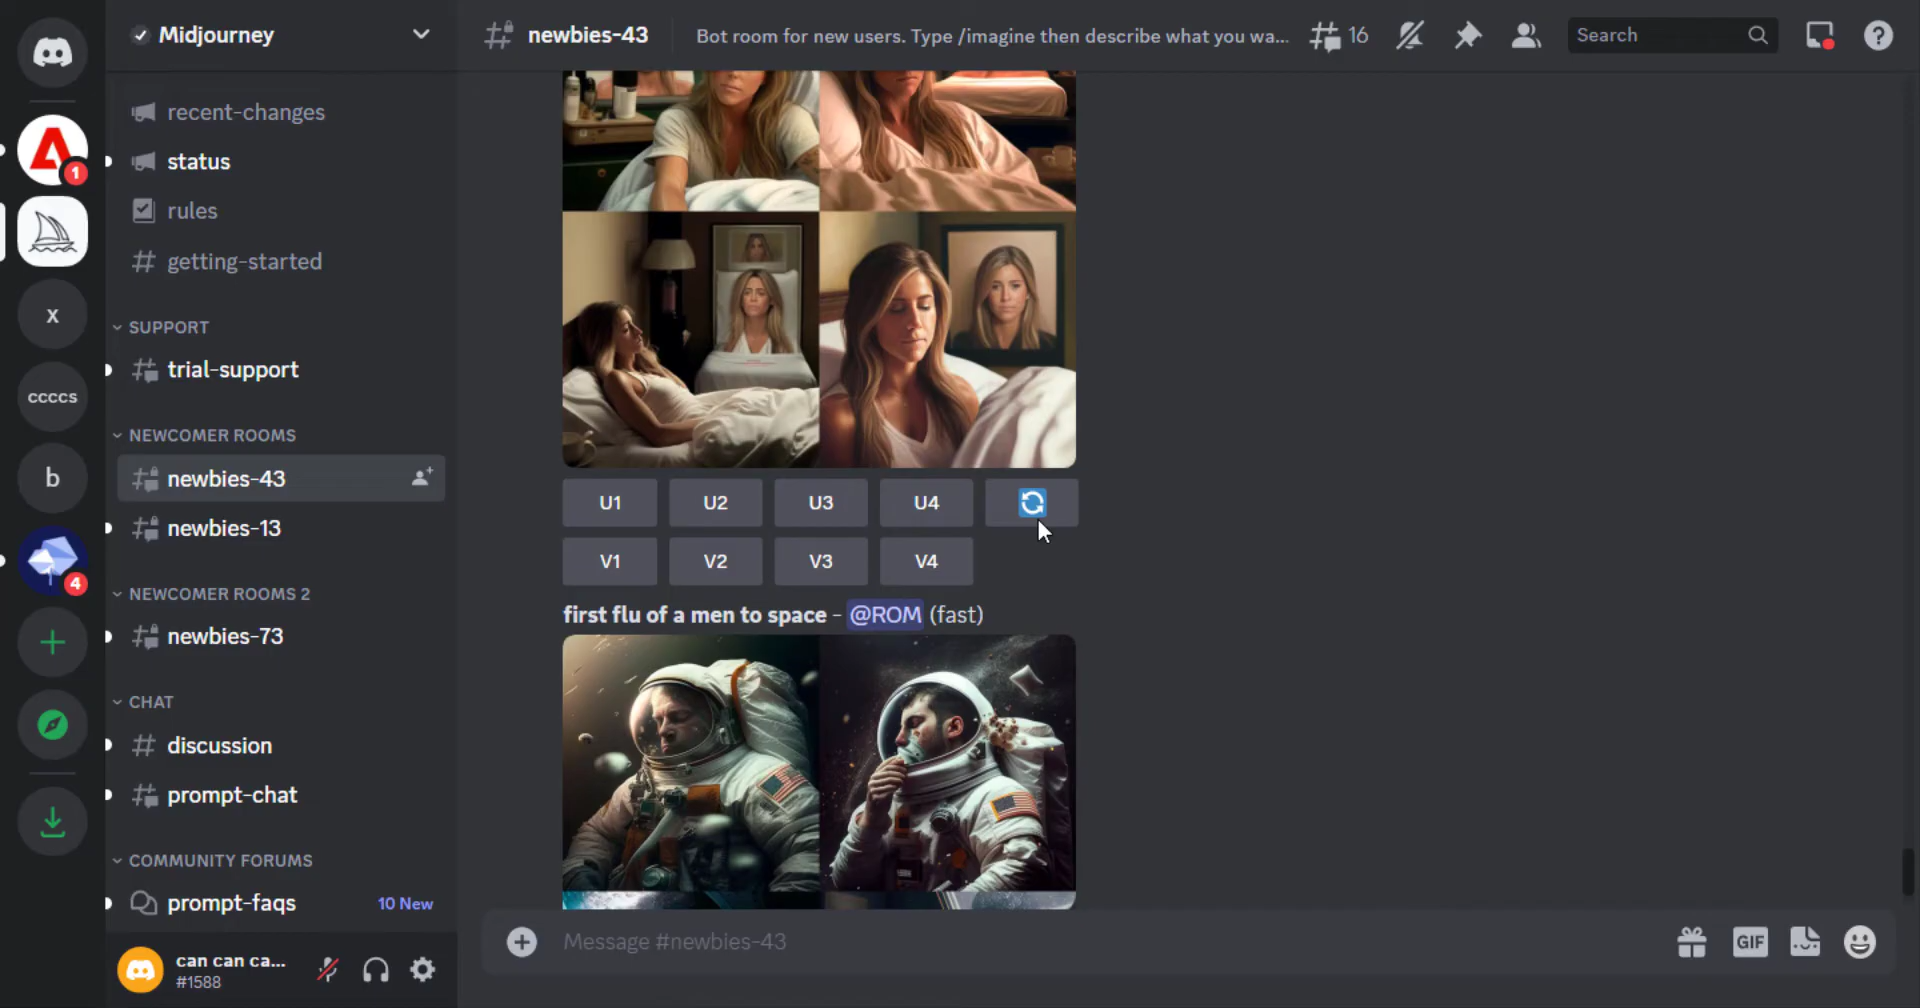 Midjourney
newbies-43
Bot room for new users. Type /imagine then describe what you wa...
16
Search
recent-changes
1
status
rules
getting-started
x
SUPPORT
trial-support
ccccs
NEWCOMER ROOMS
b
newbies-43
newbies-13
4
NEWCOMER ROOMS 2
newbies-73
CHAT
discussion
prompt-chat
COMMUNITY FORUMS
prompt-faqs
10 New
can can ca...
#1588
U1
U2
U3
U4
V1
V2
V3
V4
first flu of a men to space - @ROM (fast)
Message #newbies-43
GIF